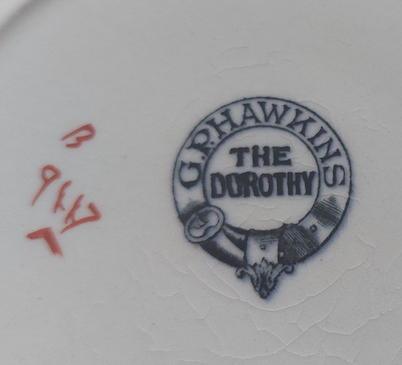 G.P.HAWKINS
THE
DOROTHY
B